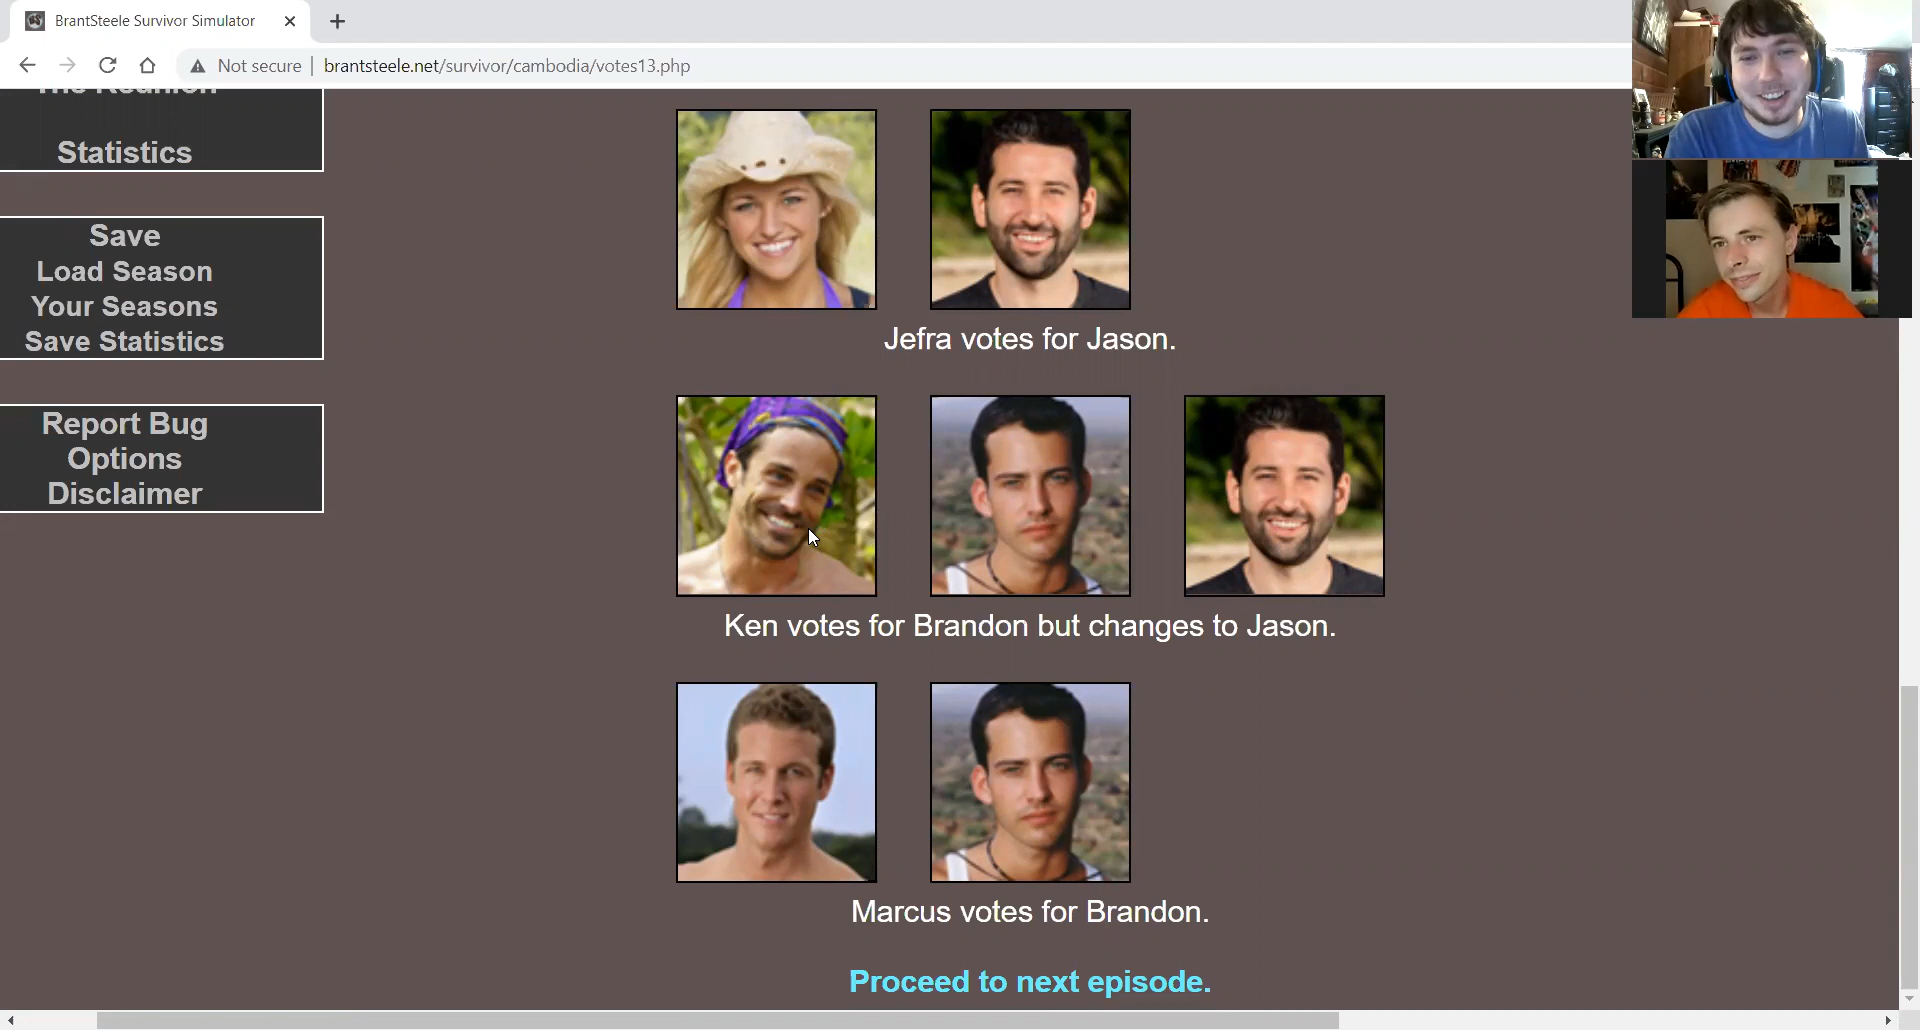 BrantSteele Survivor Simulator
Not secure
brantsteele.net/survivor/cambodia/votes13.php
The Reunion
Statistics
Save
Load Season
Your Seasons
Save Statistics
Report Bug
Options
Disclaimer
Jefra votes for Jason.
Ken votes for Brandon but changes to Jason.
Marcus votes for Brandon.
Proceed to next episode.